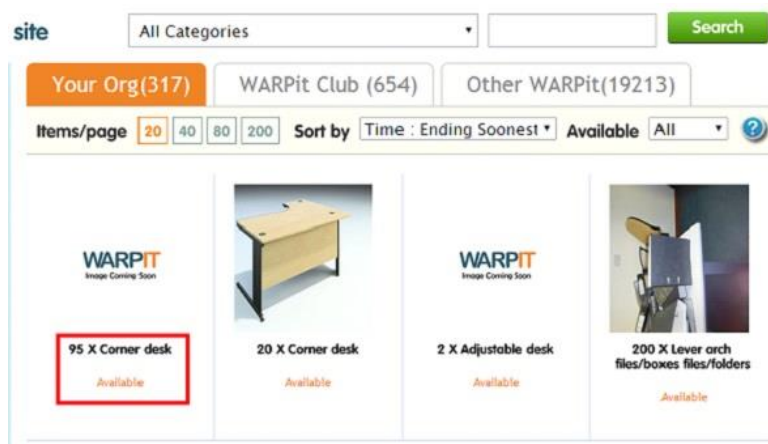 site All Categories Search
Your Org(317) WARPit Club (654) Other WARPit(19213)
Items/page 20 40 80 200 Sort by Time : Ending Soonest Available All ?
WARPIT
Image Coming Soon
WARPIT
Image Coming Soon
95 X Corner desk
Available
20 X Corner desk
Available
2 X Adjustable desk
Available
200 X Lever arch
files/boxes files/folders
Available